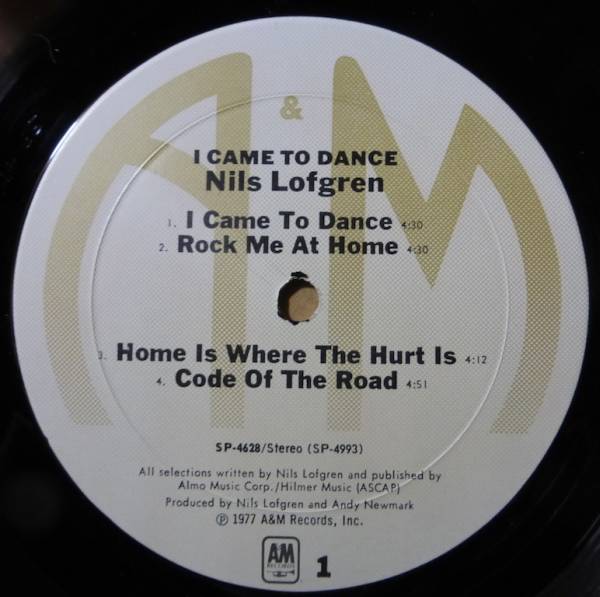 &
I CAME TO DANCE
Nils Lofgren
1. I Came To Dance 4:30
2. Rock Me At Home 4:30
3. Home Is Where The Hurt Is 4:12
4. Code Of The Road 4:51
SP-4628/Stereo (SP-4993)
All selections written by Nils Lofgren and published by
Almo Music Corp./Hilmer Music (ASCAP)
Produced by Nils Lofgren and Andy Newmark
℗ 1977 A&M Records, Inc.
AM
RECORDS
1